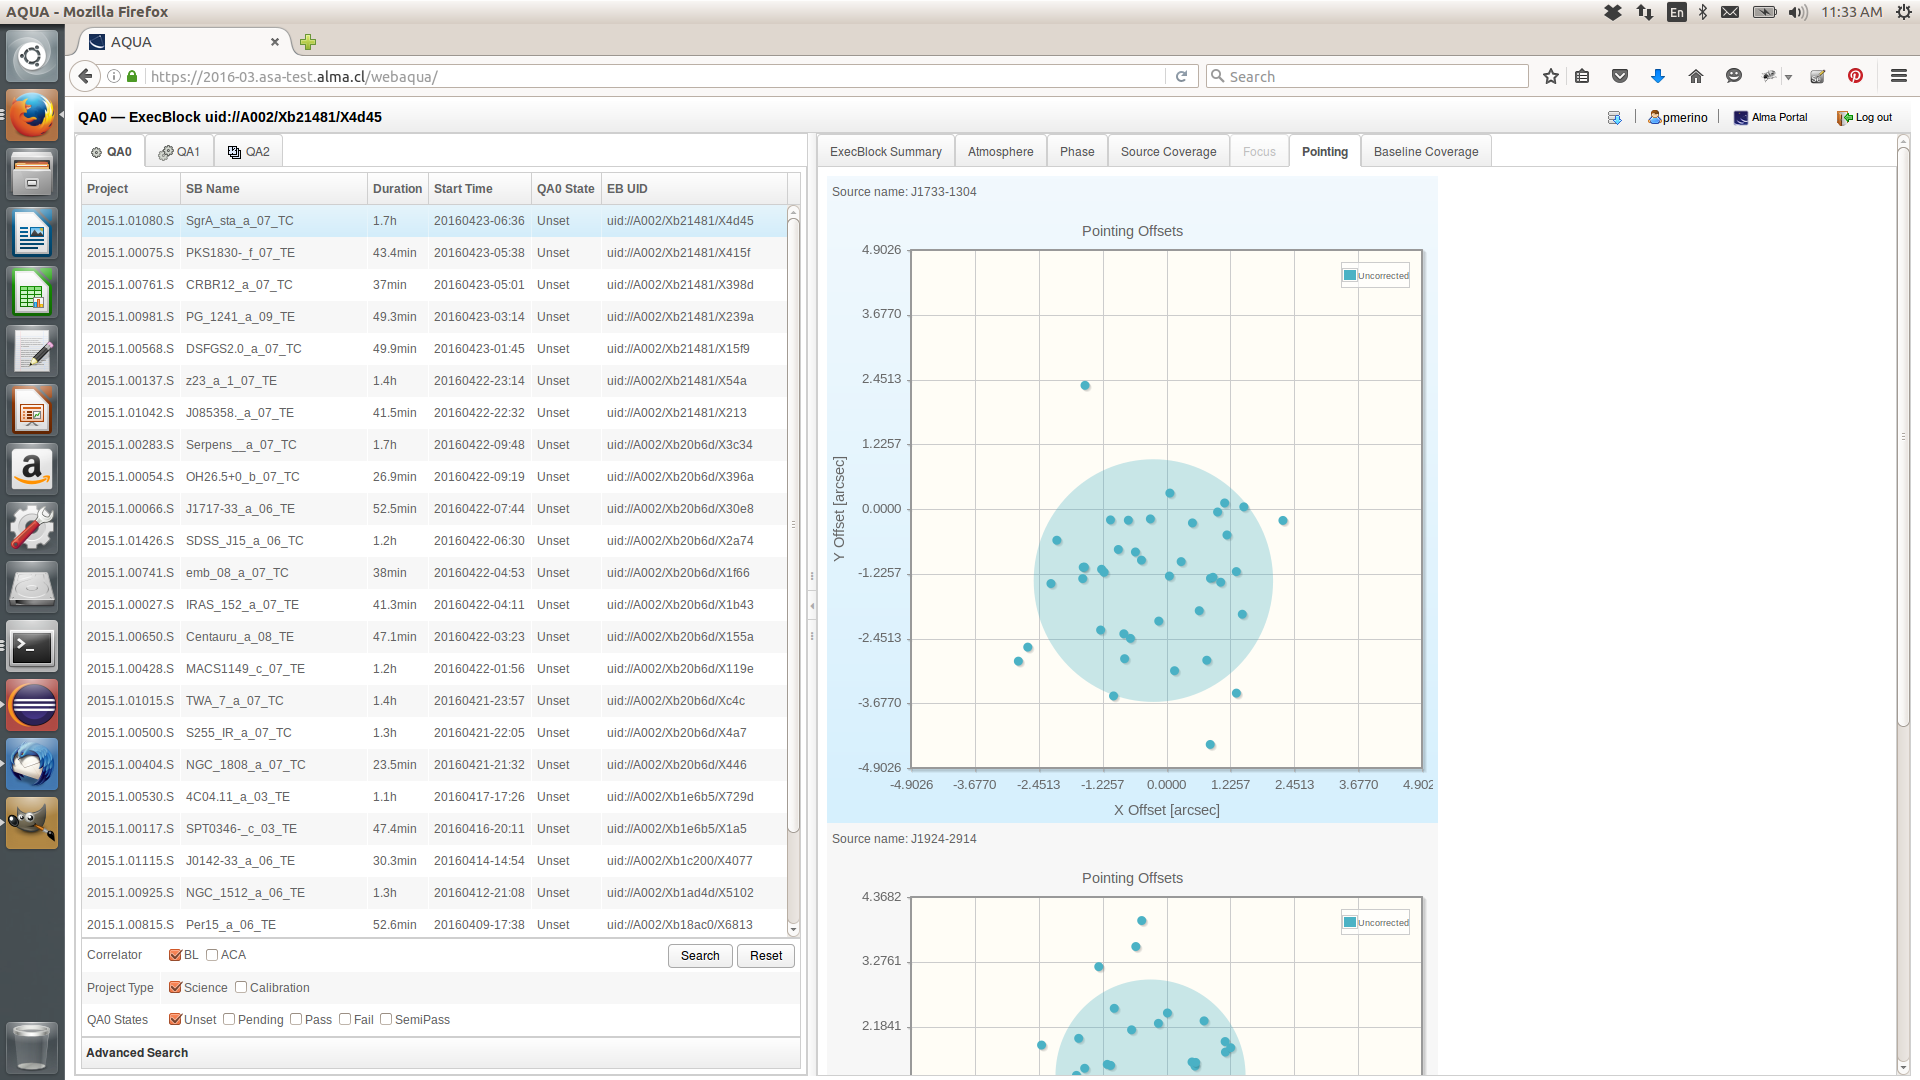 AQUA - Mozilla Firefox
En
11:33 AM
AQUA
https://2016-03.asa-test.alma.cl/webaqua/
Search
QA0 — ExecBlock uid://A002/Xb21481/X4d45
pmerino
Alma Portal
Log out
QA0 QA1 QA2
Project SB Name Duration Start Time QA0 State EB UID
2015.1.01080.S SgrA_sta_a_07_TC 1.7h 20160423-06:36 Unset uid://A002/Xb21481/X4d45
2015.1.00075.S PKS1830-_f_07_TE 43.4min 20160423-05:38 Unset uid://A002/Xb21481/X415f
2015.1.00761.S CRBR12_a_07_TC 37min 20160423-05:01 Unset uid://A002/Xb21481/X398d
2015.1.00981.S PG_1241_a_09_TE 49.3min 20160423-03:14 Unset uid://A002/Xb21481/X239a
2015.1.00568.S DSFGS2.0_a_07_TC 49.9min 20160423-01:45 Unset uid://A002/Xb21481/X15f9
2015.1.00137.S z23_a_1_07_TE 1.4h 20160422-23:14 Unset uid://A002/Xb21481/X54a
2015.1.01042.S J085358._a_07_TE 41.5min 20160422-22:32 Unset uid://A002/Xb21481/X213
2015.1.00283.S Serpens__a_07_TC 1.7h 20160422-09:48 Unset uid://A002/Xb20b6d/X3c34
2015.1.00054.S OH26.5+0_b_07_TC 26.9min 20160422-09:19 Unset uid://A002/Xb20b6d/X396a
2015.1.00066.S J1717-33_a_06_TE 52.5min 20160422-07:44 Unset uid://A002/Xb20b6d/X30e8
2015.1.01426.S SDSS_J15_a_06_TC 1.2h 20160422-06:30 Unset uid://A002/Xb20b6d/X2a74
2015.1.00741.S emb_08_a_07_TC 38min 20160422-04:53 Unset uid://A002/Xb20b6d/X1f66
2015.1.00027.S IRAS_152_a_07_TE 41.3min 20160422-04:11 Unset uid://A002/Xb20b6d/X1b43
2015.1.00650.S Centauru_a_08_TE 47.1min 20160422-03:23 Unset uid://A002/Xb20b6d/X155a
2015.1.00428.S MACS1149_c_07_TE 1.2h 20160422-01:56 Unset uid://A002/Xb20b6d/X119e
2015.1.01015.S TWA_7_a_07_TC 1.4h 20160421-23:57 Unset uid://A002/Xb20b6d/Xc4c
2015.1.00500.S S255_IR_a_07_TC 1.3h 20160421-22:05 Unset uid://A002/Xb20b6d/X4a7
2015.1.00404.S NGC_1808_a_07_TC 23.5min 20160421-21:32 Unset uid://A002/Xb20b6d/X446
2015.1.00530.S 4C04.11_a_03_TE 1.1h 20160417-17:26 Unset uid://A002/Xb1e6b5/X729d
2015.1.00117.S SPT0346-_c_03_TE 47.4min 20160416-20:11 Unset uid://A002/Xb1e6b5/X1a5
2015.1.01115.S J0142-33_a_06_TE 30.3min 20160414-14:54 Unset uid://A002/Xb1c200/X4077
2015.1.00925.S NGC_1512_a_06_TE 1.3h 20160412-21:08 Unset uid://A002/Xb1ad4d/X5102
2015.1.00815.S Per15_a_06_TE 52.6min 20160409-17:38 Unset uid://A002/Xb18ac0/X6813
Correlator BL ACA Search Reset
Project Type Science Calibration
QA0 States Unset Pending Pass Fail SemiPass
Advanced Search
ExecBlock Summary Atmosphere Phase Source Coverage Focus Pointing Baseline Coverage
Source name: J1733-1304
Pointing Offsets
Uncorrected
Y Offset [arcsec]
4.9026
3.6770
2.4513
1.2257
0.0000
-1.2257
-2.4513
-3.6770
-4.9026
-4.9026 -3.6770 -2.4513 -1.2257 0.0000 1.2257 2.4513 3.6770 4.902
X Offset [arcsec]
Source name: J1924-2914
Pointing Offsets
Uncorrected
4.3682
3.2761
2.1841